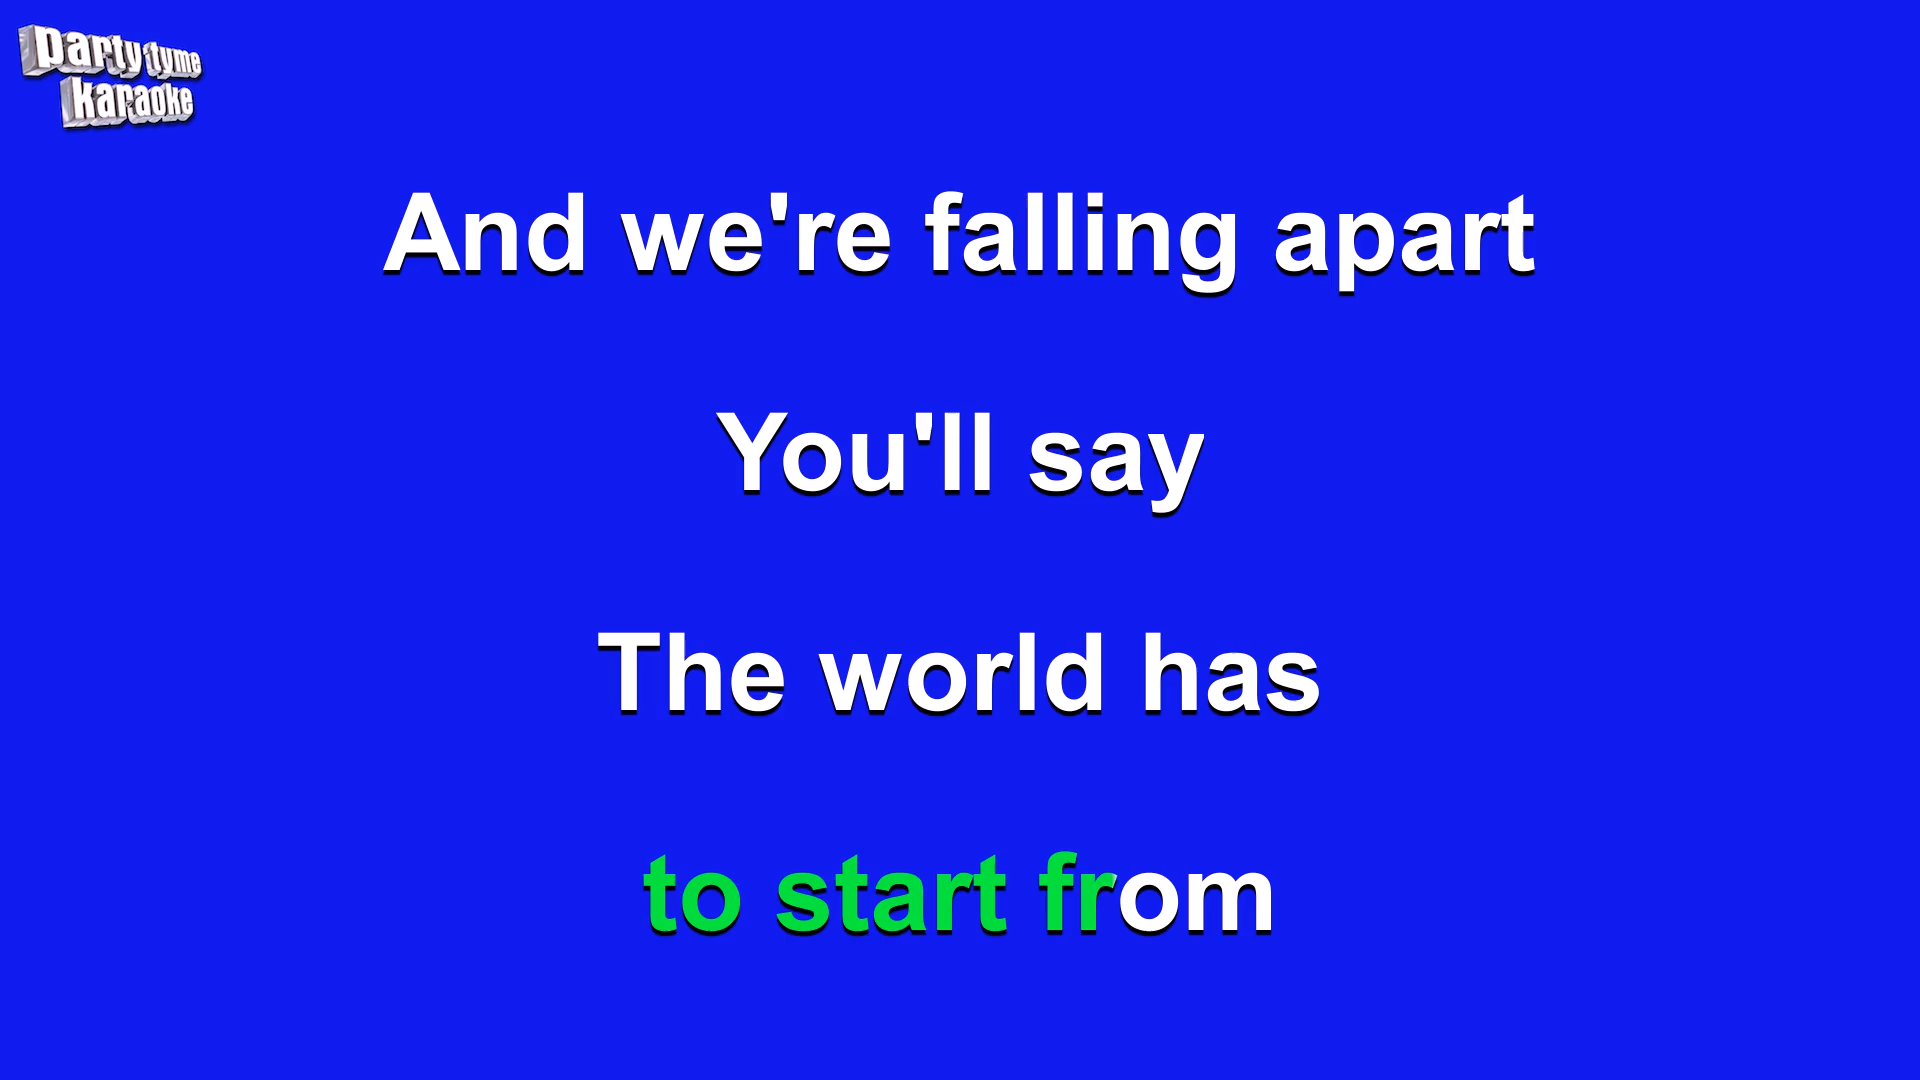 party tyme
karaoke
And we're falling apart
You'll say
The world has
to start from